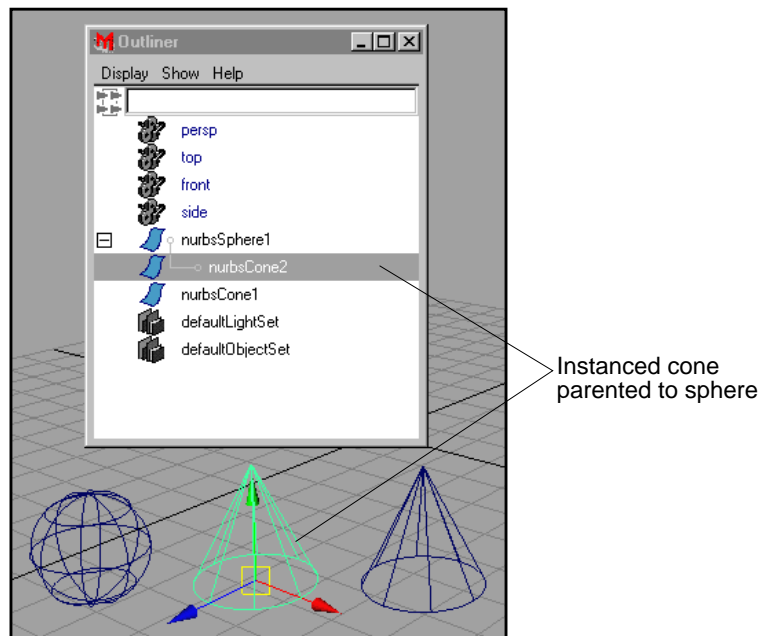 Outliner
Display Show Help
persp
top
front
side
nurbsSphere1
nurbsCone2
nurbsCone1
defaultLightSet
defaultObjectSet
Instanced cone
parented to sphere